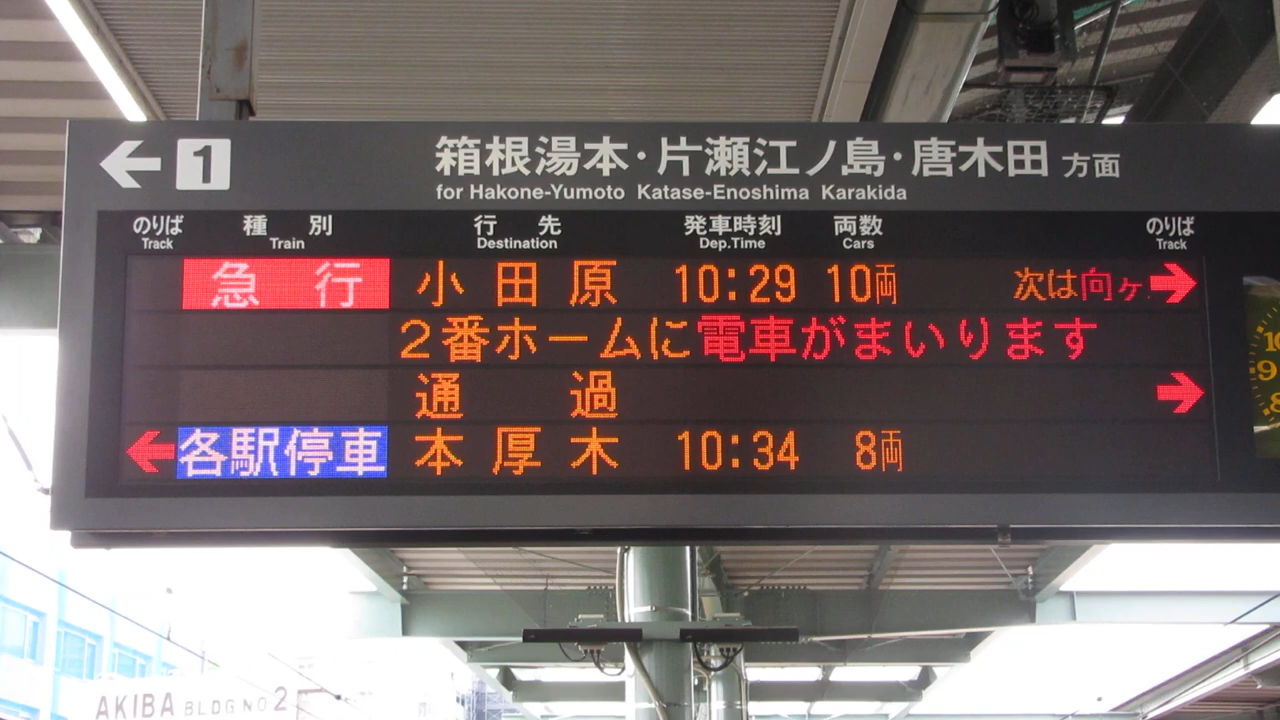 ← 1 箱根湯本・片瀬江ノ島・唐木田 方面
for Hakone-Yumoto Katase-Enoshima Karakida
のりば 種別 行先 発車時刻 両数 のりば
Track Train Destination Dep.Time Cars Track
急行 小田原 10:29 10両 次は向ヶ →
2番ホームに電車がまいります
通過 →
← 各駅停車 本厚木 10:34 8両
10
9
8
AKIBA BLDG NO 2